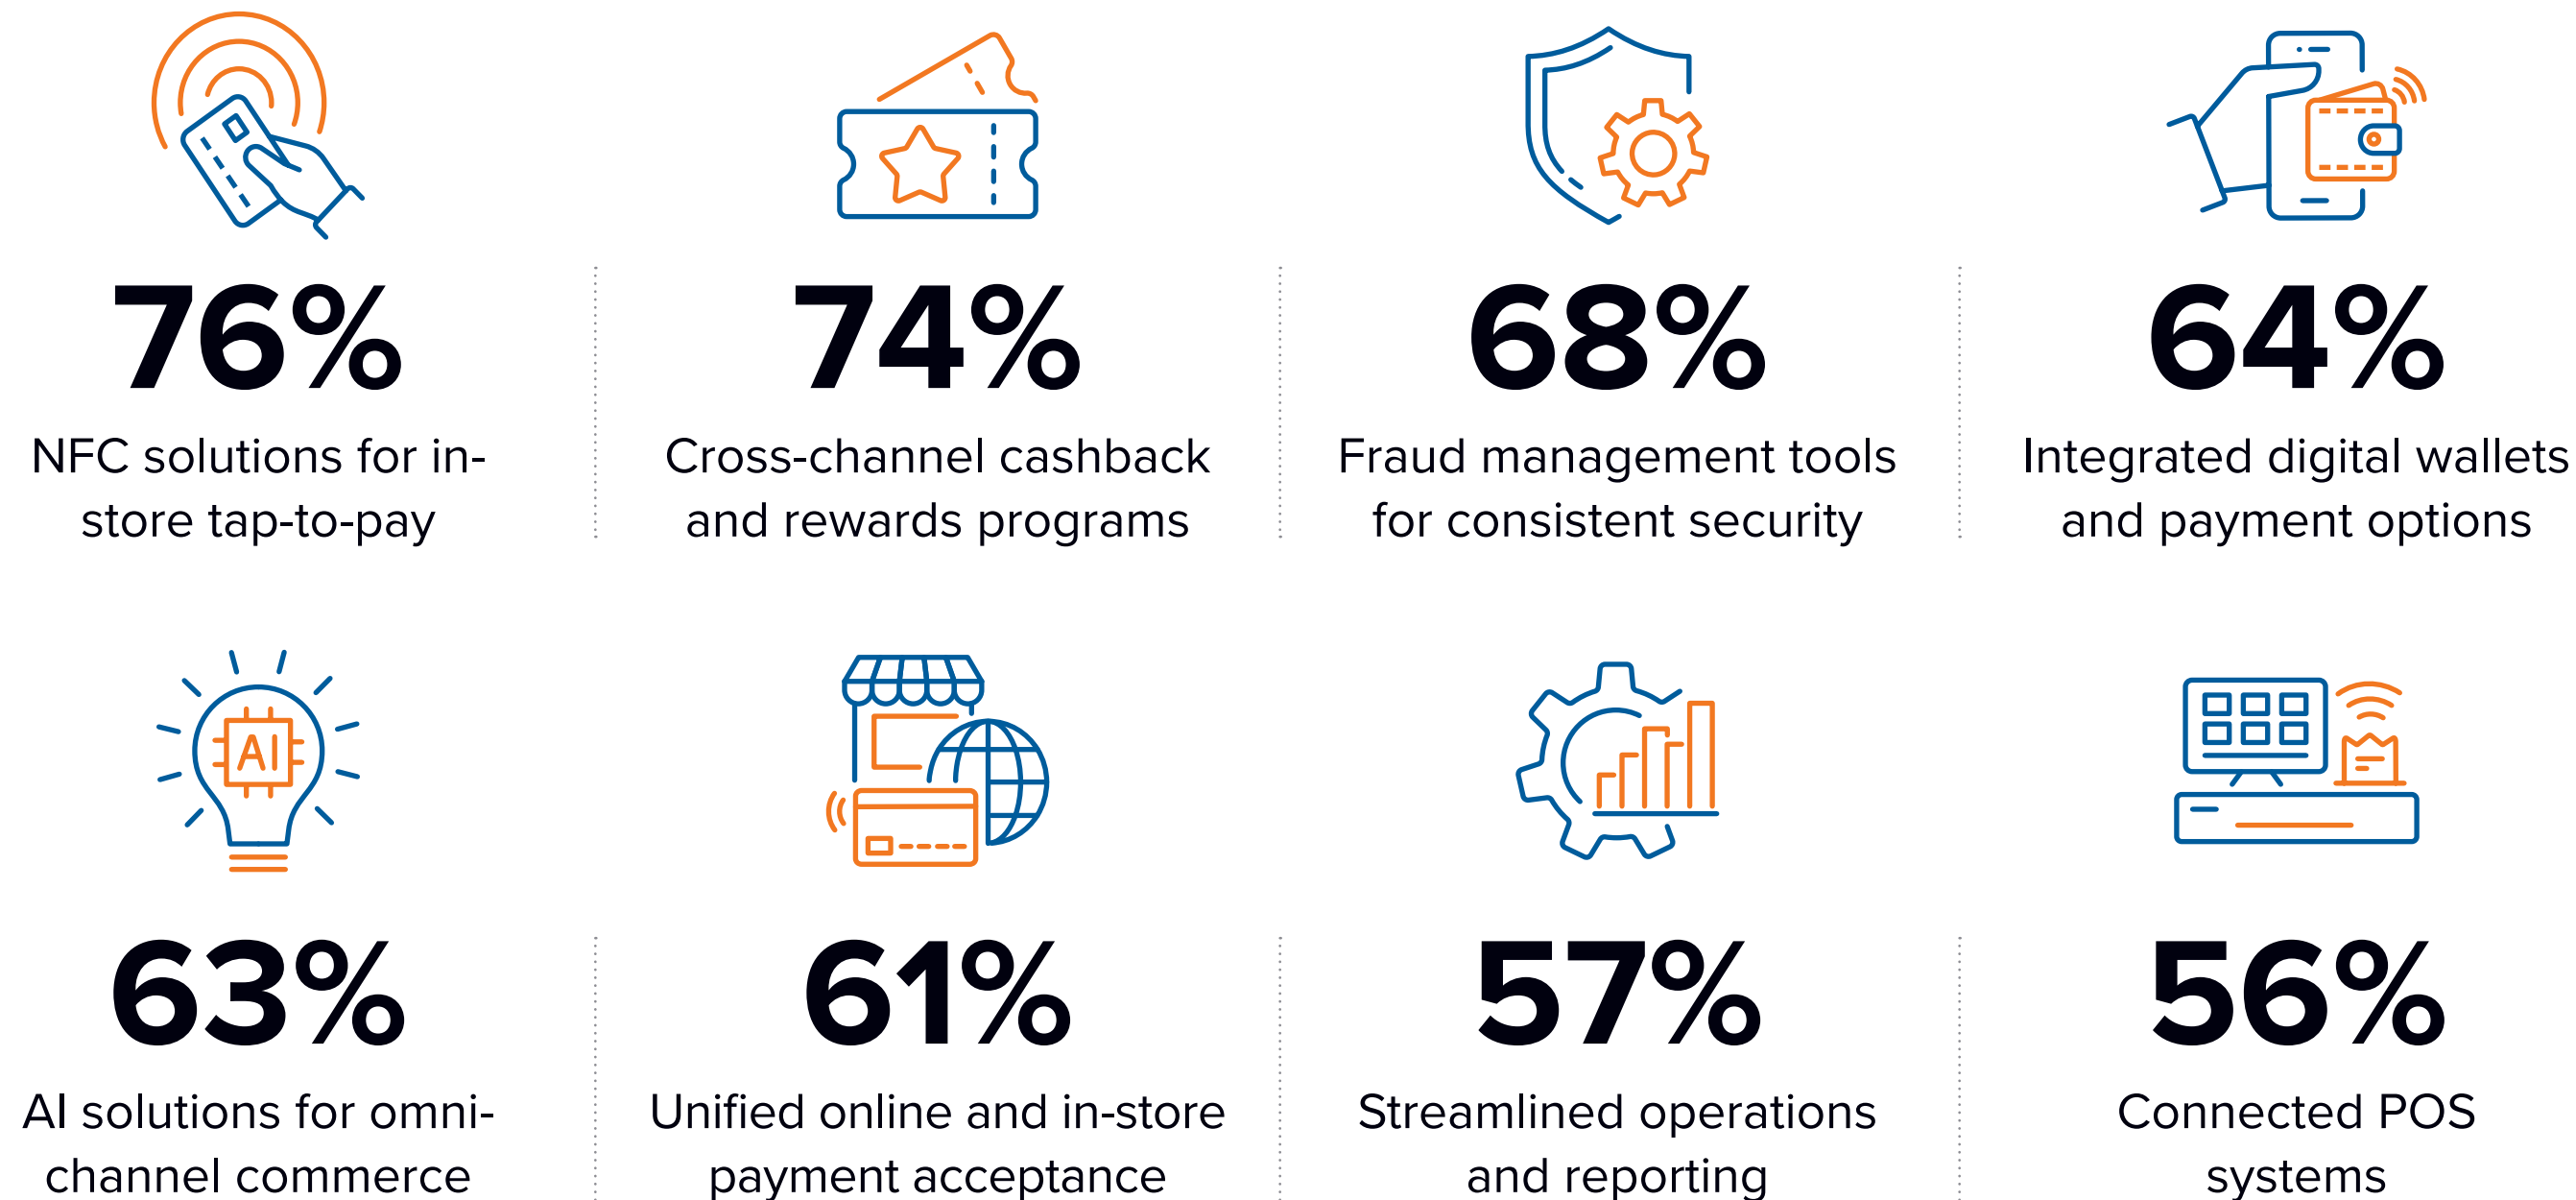 76%
NFC solutions for in-
store tap-to-pay
74%
Cross-channel cashback
and rewards programs
68%
Fraud management tools
for consistent security
64%
Integrated digital wallets
and payment options
AI
63%
AI solutions for omni-
channel commerce
61%
Unified online and in-store
payment acceptance
57%
Streamlined operations
and reporting
56%
Connected POS
systems